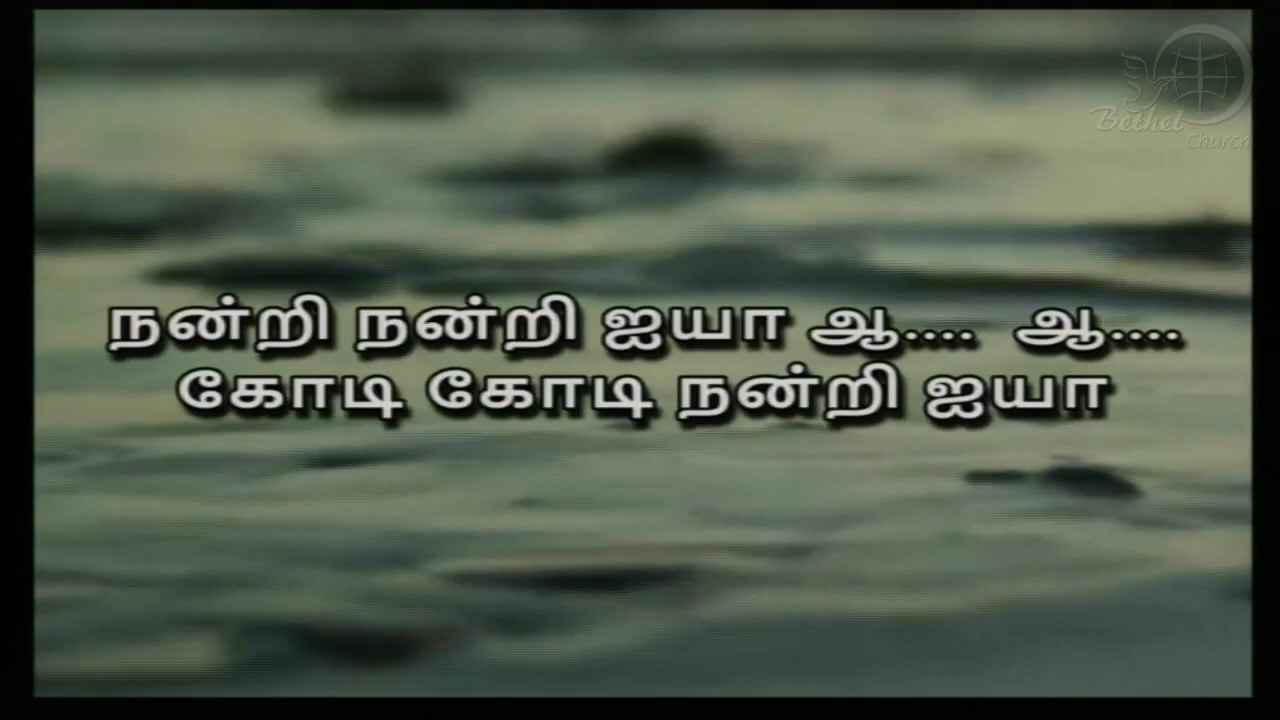 Bethel
Church
நன்றி நன்றி ஐயா ஆ.... ஆ....
கோடி கோடி நன்றி ஐயா